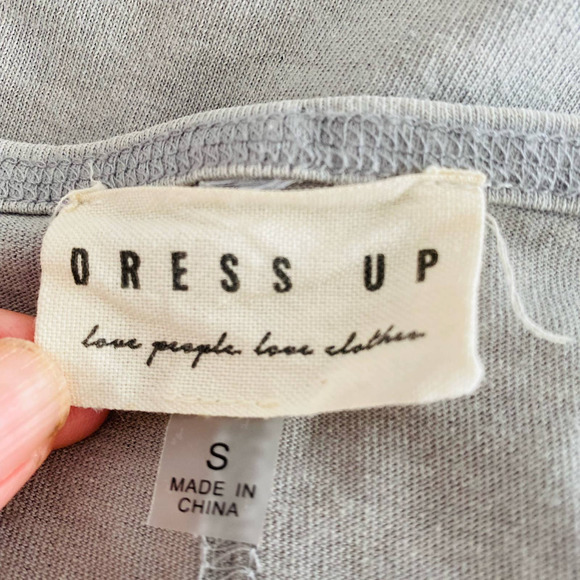 DRESS UP
love people. love clothes.
S
MADE IN
CHINA